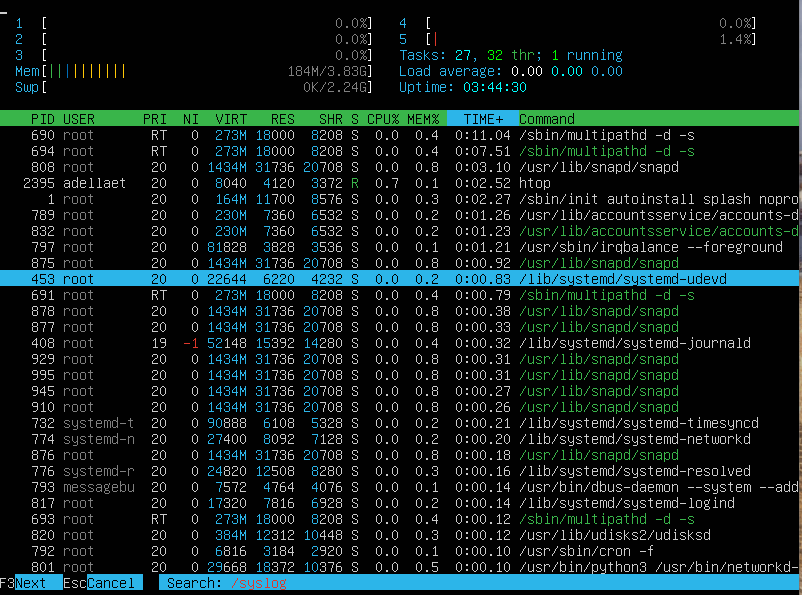 1 [ 0.0%] 4 [ 0.0%]
2 [ 0.0%] 5 [| 1.4%]
3 [ 0.0%] Tasks: 27, 32 thr; 1 running
Mem[|||||||||| 184M/3.83G] Load average: 0.00 0.00 0.00
Swp[ 0K/2.24G] Uptime: 03:44:30
PID USER PRI NI VIRT RES SHR S CPU% MEM% TIME+ Command
690 root RT 0 273M 18000 8208 S 0.0 0.4 0:11.04 /sbin/multipathd -d -s
694 root RT 0 273M 18000 8208 S 0.0 0.4 0:07.51 /sbin/multipathd -d -s
808 root 20 0 1434M 31736 20708 S 0.0 0.8 0:03.10 /usr/lib/snapd/snapd
2395 adellaet 20 0 8040 4120 3372 R 0.7 0.1 0:02.52 htop
1 root 20 0 164M 11700 8576 S 0.0 0.3 0:02.27 /sbin/init autoinstall splash nopro
789 root 20 0 230M 7360 6532 S 0.0 0.2 0:01.26 /usr/lib/accountsservice/accounts-d
832 root 20 0 230M 7360 6532 S 0.0 0.2 0:01.23 /usr/lib/accountsservice/accounts-d
797 root 20 0 81828 3828 3536 S 0.0 0.1 0:01.21 /usr/sbin/irqbalance --foreground
875 root 20 0 1434M 31736 20708 S 0.0 0.8 0:00.92 /usr/lib/snapd/snapd
453 root 20 0 22644 6220 4232 S 0.0 0.2 0:00.83 /lib/systemd/systemd-udevd
691 root RT 0 273M 18000 8208 S 0.0 0.4 0:00.79 /sbin/multipathd -d -s
878 root 20 0 1434M 31736 20708 S 0.0 0.8 0:00.38 /usr/lib/snapd/snapd
877 root 20 0 1434M 31736 20708 S 0.0 0.8 0:00.33 /usr/lib/snapd/snapd
408 root 19 -1 52148 15392 14280 S 0.0 0.4 0:00.32 /lib/systemd/systemd-journald
929 root 20 0 1434M 31736 20708 S 0.0 0.8 0:00.31 /usr/lib/snapd/snapd
995 root 20 0 1434M 31736 20708 S 0.0 0.8 0:00.31 /usr/lib/snapd/snapd
945 root 20 0 1434M 31736 20708 S 0.0 0.8 0:00.27 /usr/lib/snapd/snapd
910 root 20 0 1434M 31736 20708 S 0.0 0.8 0:00.26 /usr/lib/snapd/snapd
732 systemd-t 20 0 90888 6108 5328 S 0.0 0.2 0:00.21 /lib/systemd/systemd-timesyncd
774 systemd-n 20 0 27400 8092 7128 S 0.0 0.2 0:00.20 /lib/systemd/systemd-networkd
876 root 20 0 1434M 31736 20708 S 0.0 0.8 0:00.18 /usr/lib/snapd/snapd
776 systemd-r 20 0 24820 12508 8280 S 0.0 0.3 0:00.16 /lib/systemd/systemd-resolved
793 messagebu 20 0 7572 4764 4076 S 0.0 0.1 0:00.14 /usr/bin/dbus-daemon --system --add
817 root 20 0 17320 7816 6928 S 0.0 0.2 0:00.14 /lib/systemd/systemd-logind
693 root RT 0 273M 18000 8208 S 0.0 0.4 0:00.12 /sbin/multipathd -d -s
820 root 20 0 384M 12312 10448 S 0.0 0.3 0:00.12 /usr/lib/udisks2/udisksd
792 root 20 0 6816 3184 2920 S 0.0 0.1 0:00.10 /usr/sbin/cron -f
801 root 20 0 29668 18372 10376 S 0.0 0.5 0:00.10 /usr/bin/python3 /usr/bin/networkd-
F3Next EscCancel Search: /syslog